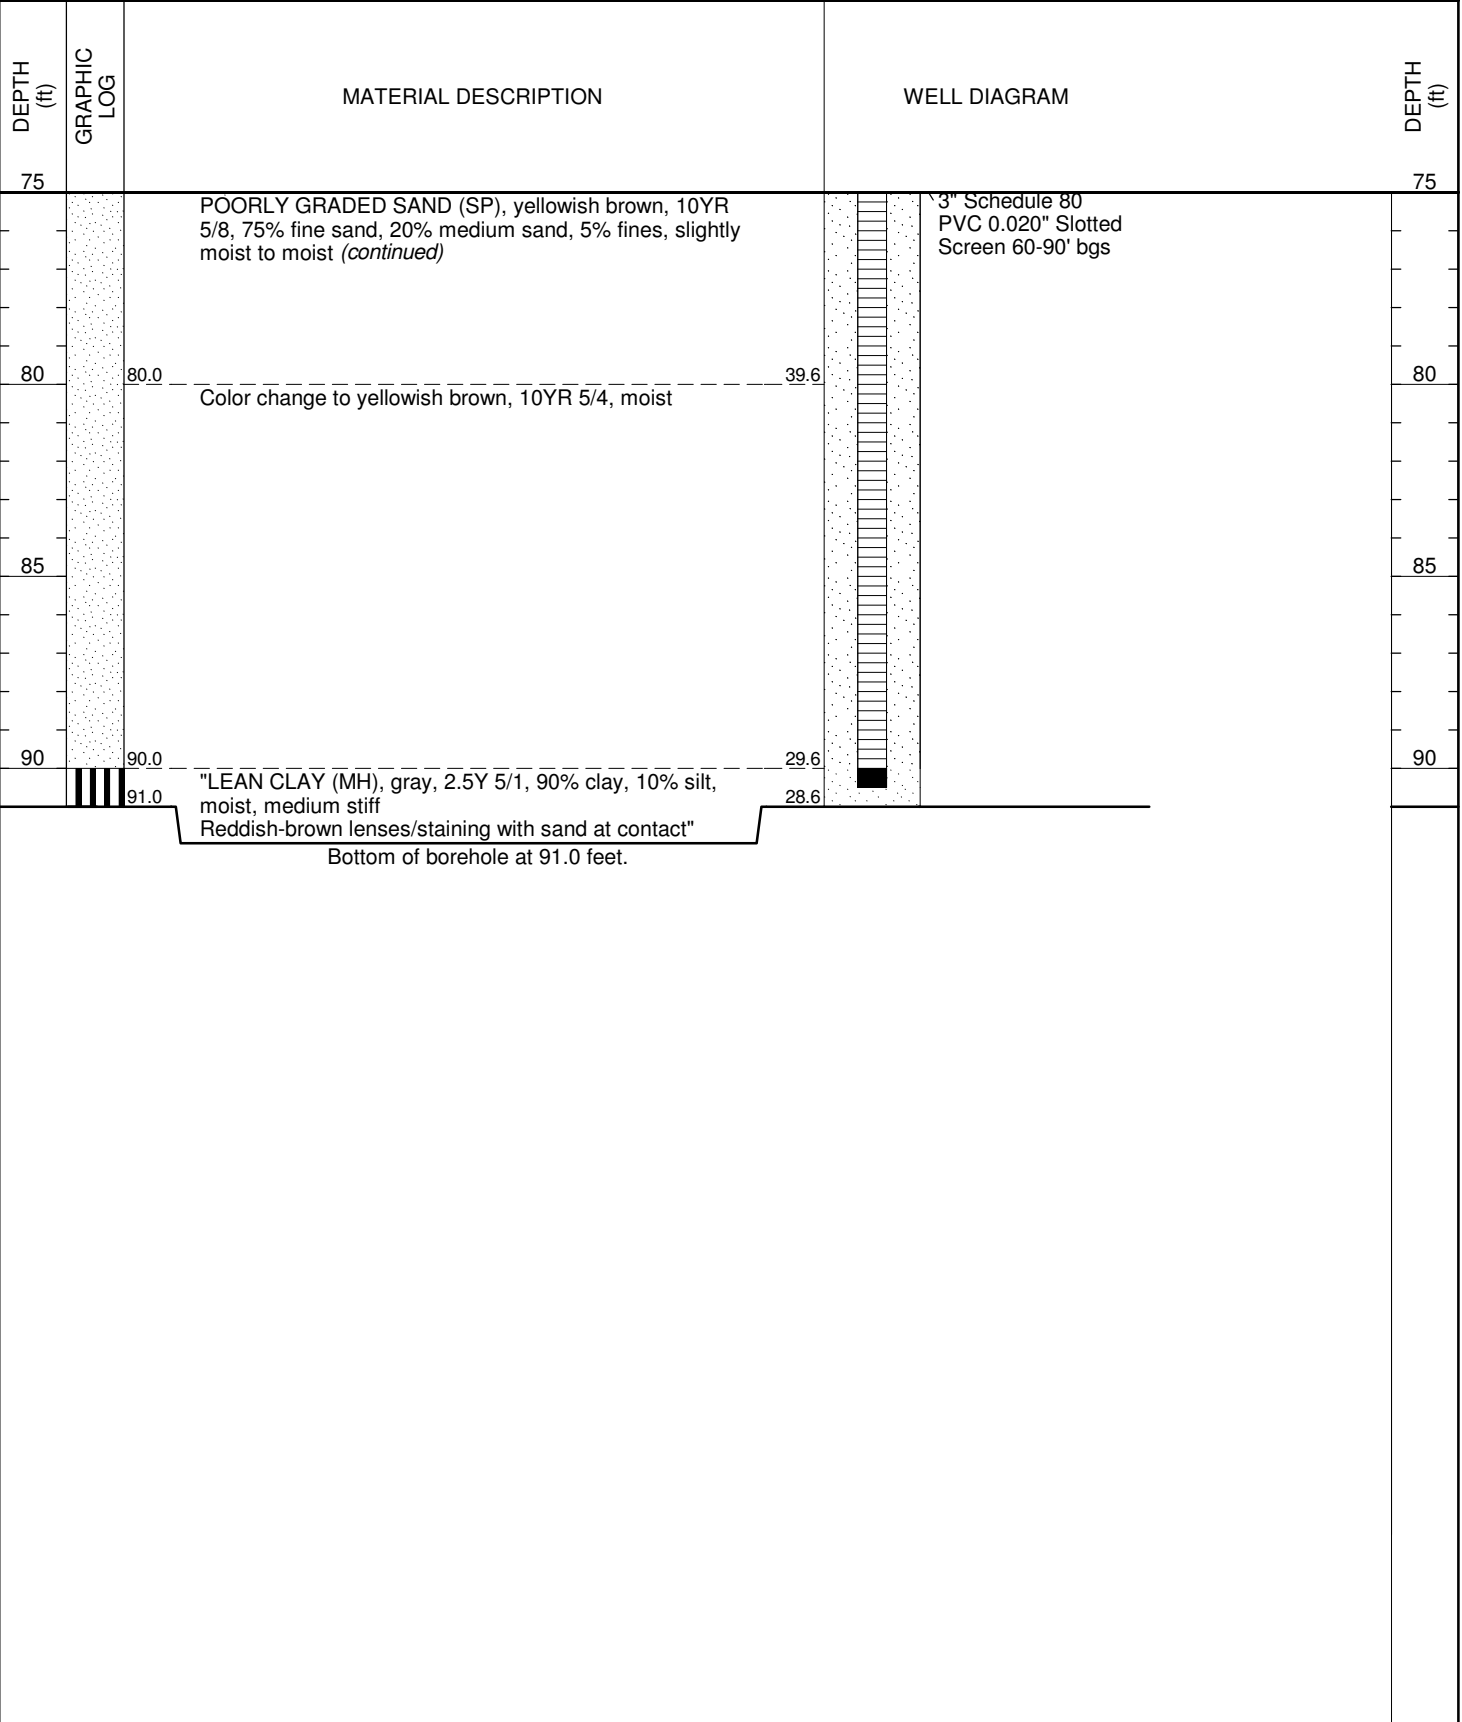 DEPTH
(ft)
GRAPHIC
LOG
MATERIAL DESCRIPTION
WELL DIAGRAM
DEPTH
(ft)
75
75
POORLY GRADED SAND (SP), yellowish brown, 10YR
5/8, 75% fine sand, 20% medium sand, 5% fines, slightly
moist to moist (continued)
3" Schedule 80
PVC 0.020" Slotted
Screen 60-90' bgs
80
80.0
39.6
80
Color change to yellowish brown, 10YR 5/4, moist
85
85
90
90.0
29.6
90
"LEAN CLAY (MH), gray, 2.5Y 5/1, 90% clay, 10% silt,
moist, medium stiff
91.0
28.6
Reddish-brown lenses/staining with sand at contact"
Bottom of borehole at 91.0 feet.